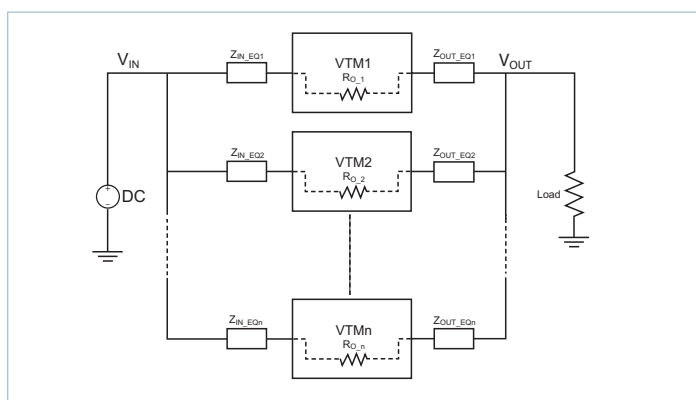 V_IN Z_IN_EQ1 VTM1 Z_OUT_EQ1 V_OUT
R_O_1
Z_IN_EQ2 VTM2 Z_OUT_EQ2
R_O_2
+
DC
–
Load
Z_IN_EQn VTMn Z_OUT_EQn
R_O_n